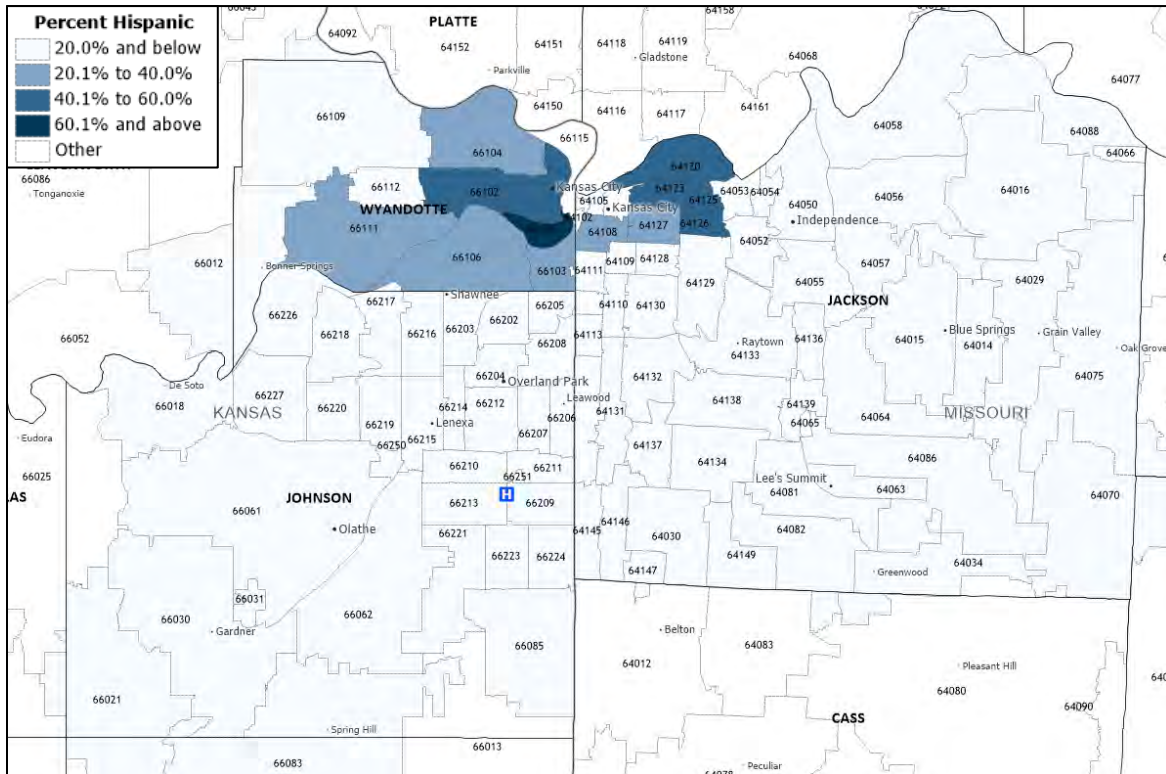 Percent Hispanic
20.0% and below
20.1% to 40.0%
40.1% to 60.0%
60.1% and above
Other
PLATTE
64158
64092
64152
64151
64118
64119
Gladstone
64068
64077
Parkville
66109
64150
64116
64117
64161
64058
64088
66115
66104
64120
64066
66086
Tonganoxie
66112
66102
Kansas City
64105
64123
64125
64053
64054
64056
64016
64050
WYANDOTTE
Kansas City
Independence
64102
66111
64108
64127
64126
64052
66106
66012
Bonner Springs
66103
64111
64109
64128
64129
64055
64057
64029
Shawnee
JACKSON
66217
66226
66218
66216
66203
66202
66205
64110
64130
66208
64113
64136
64015
Blue Springs
64014
Grain Valley
66052
Raytown
64133
Oak Grove
66204
Overland Park
64132
64075
De Soto
66018
66227
66220
66219
66214
66212
Leawood
66206
64131
64138
64139
64065
64064
KANSAS
MISSOURI
Lenexa
66215
66207
Eudora
66250
64137
64086
66025
66210
66211
66251
64134
Lee's Summit
64063
64081
LAS
JOHNSON
H
66213
66209
64070
66061
Olathe
66221
64145
64146
64030
64082
66223
66224
64149
64034
64147
Greenwood
66031
66030
66062
Gardner
Belton
66085
64012
64083
Pleasant Hill
66021
64080
64090
CASS
Spring Hill
66013
66083
Peculiar